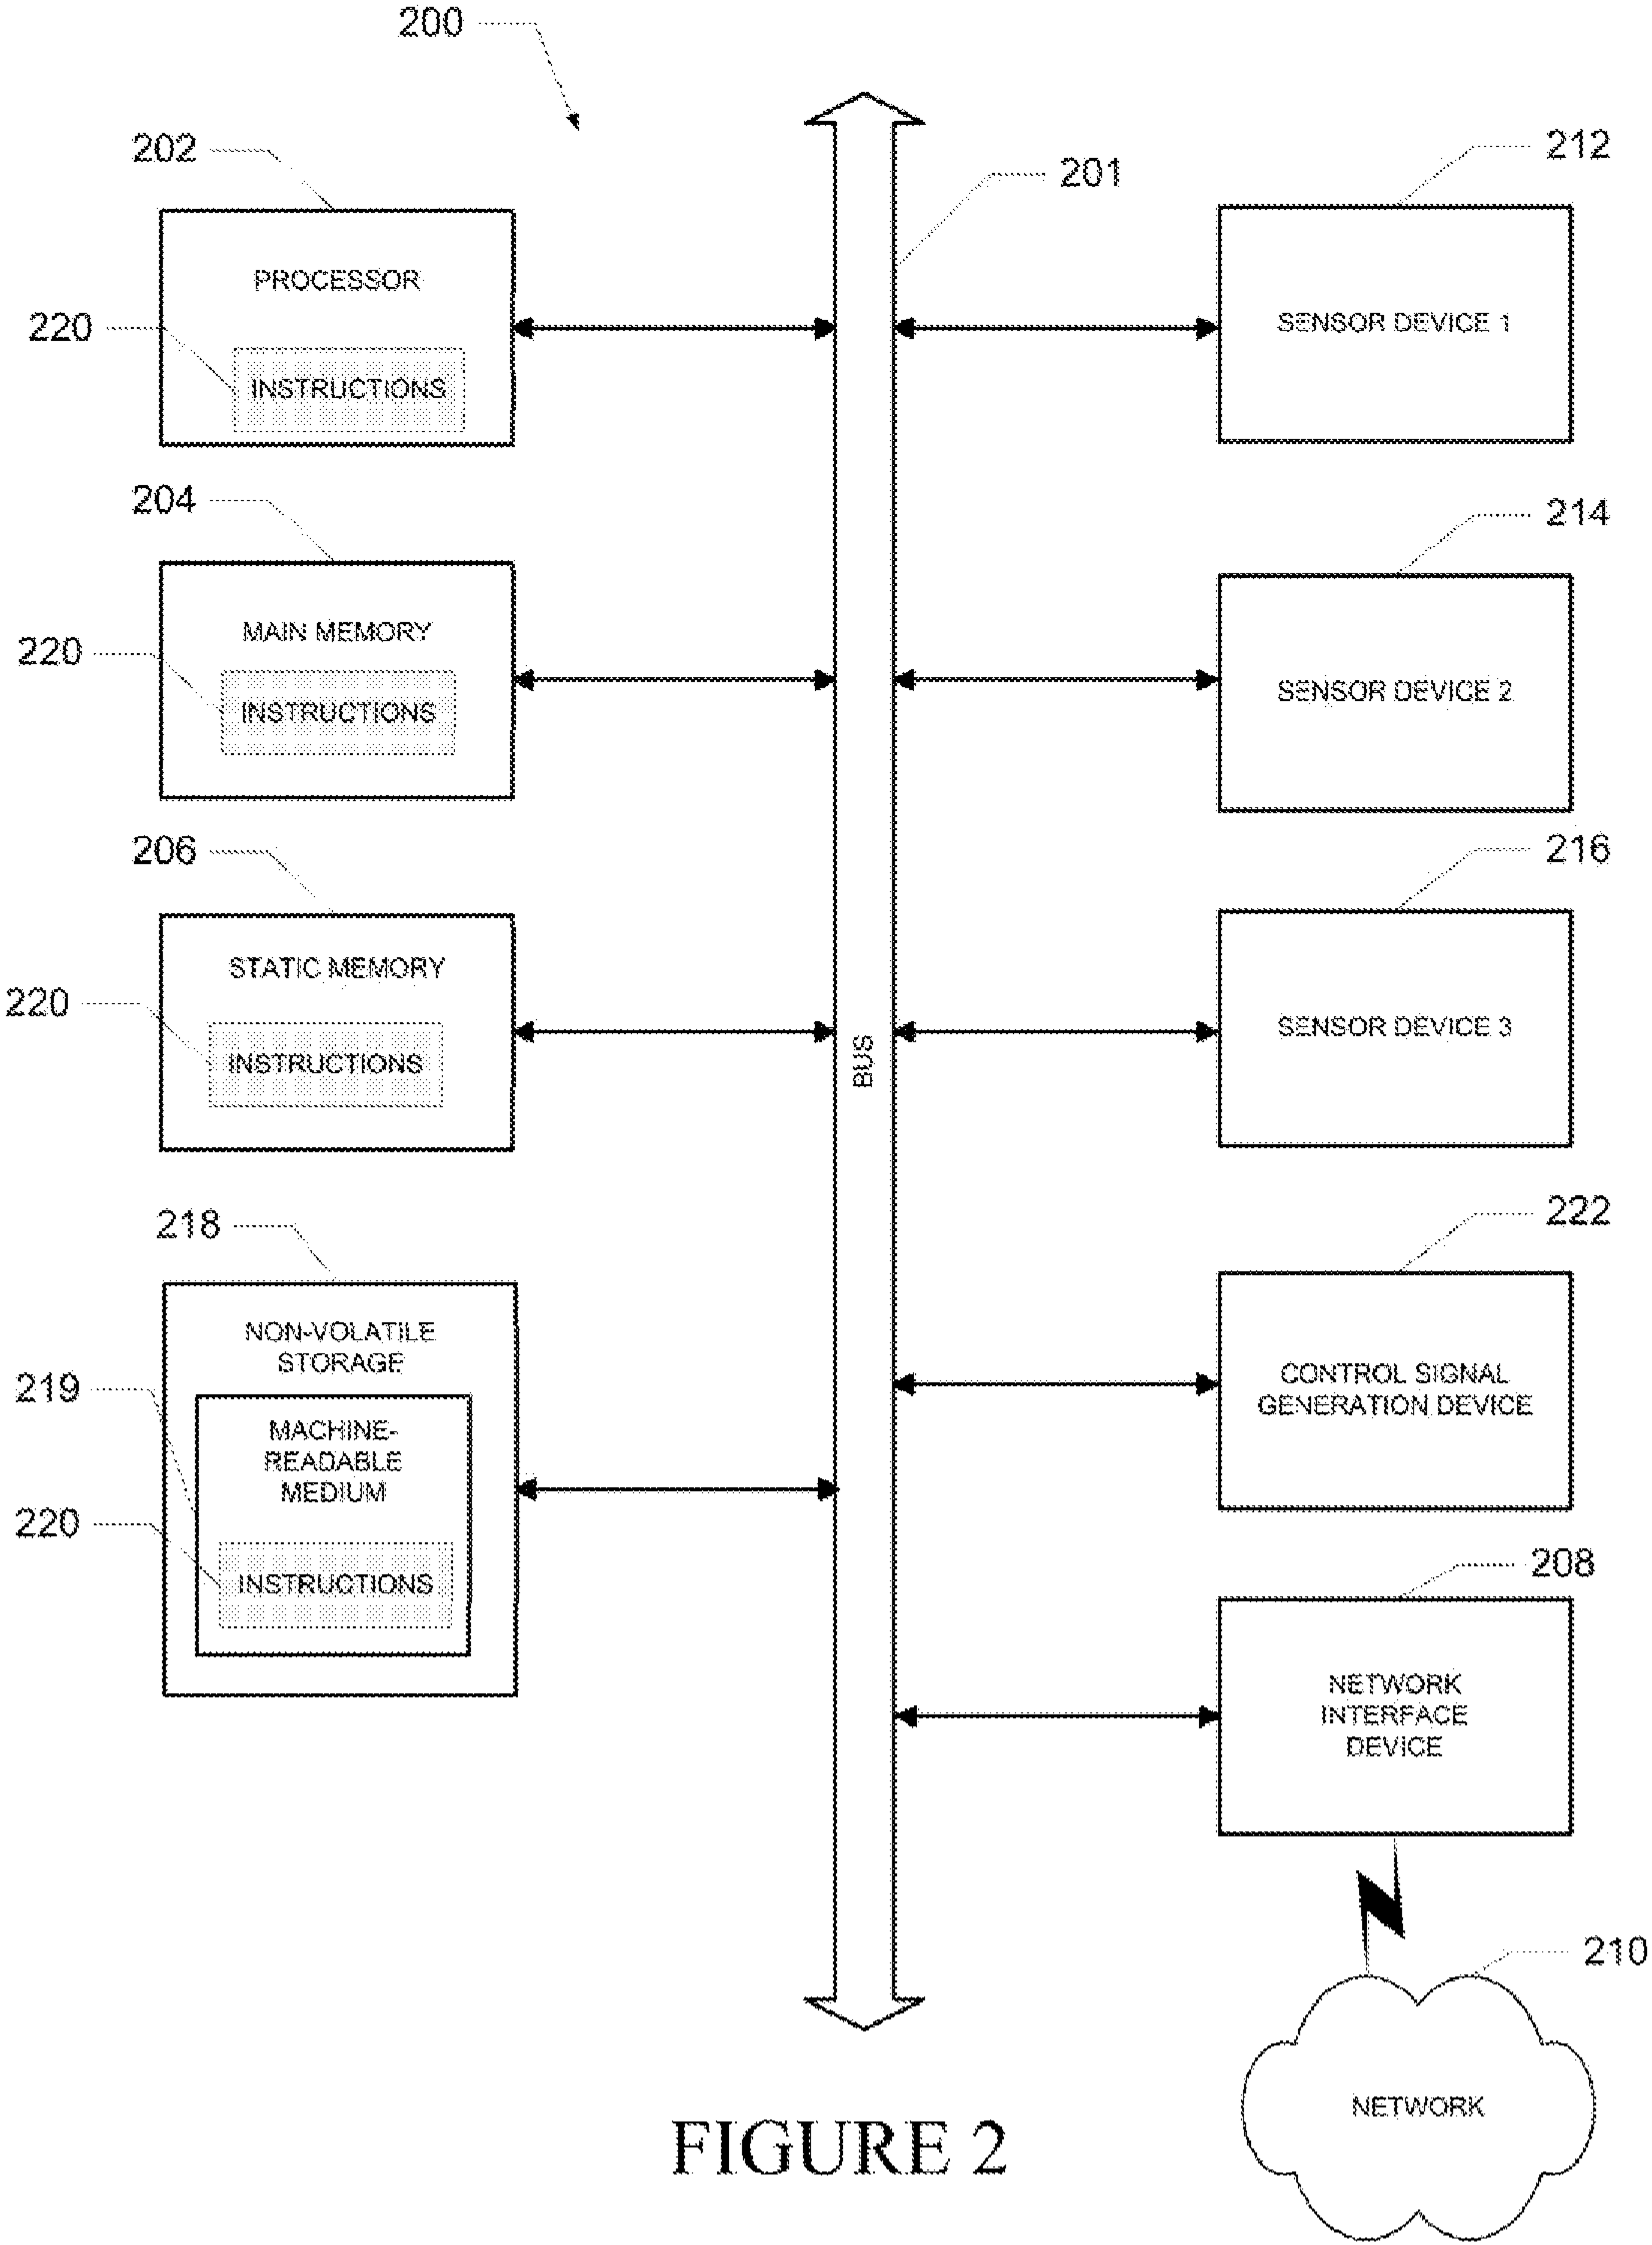 200
202
PROCESSOR
220
INSTRUCTIONS
204
MAIN MEMORY
220
INSTRUCTIONS
206
STATIC MEMORY
220
INSTRUCTIONS
218
NON-VOLATILE
STORAGE
219
MACHINE-
READABLE
MEDIUM
220
INSTRUCTIONS
201
BUS
212
SENSOR DEVICE 1
214
SENSOR DEVICE 2
216
SENSOR DEVICE 3
222
CONTROL SIGNAL
GENERATION DEVICE
208
NETWORK
INTERFACE
DEVICE
210
NETWORK
FIGURE 2